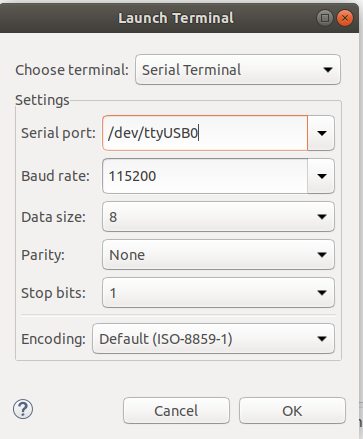 Launch Terminal
Choose terminal: Serial Terminal
Settings
Serial port: /dev/ttyUSB0
Baud rate: 115200
Data size: 8
Parity: None
Stop bits: 1
Encoding: Default (ISO-8859-1)
? Cancel OK